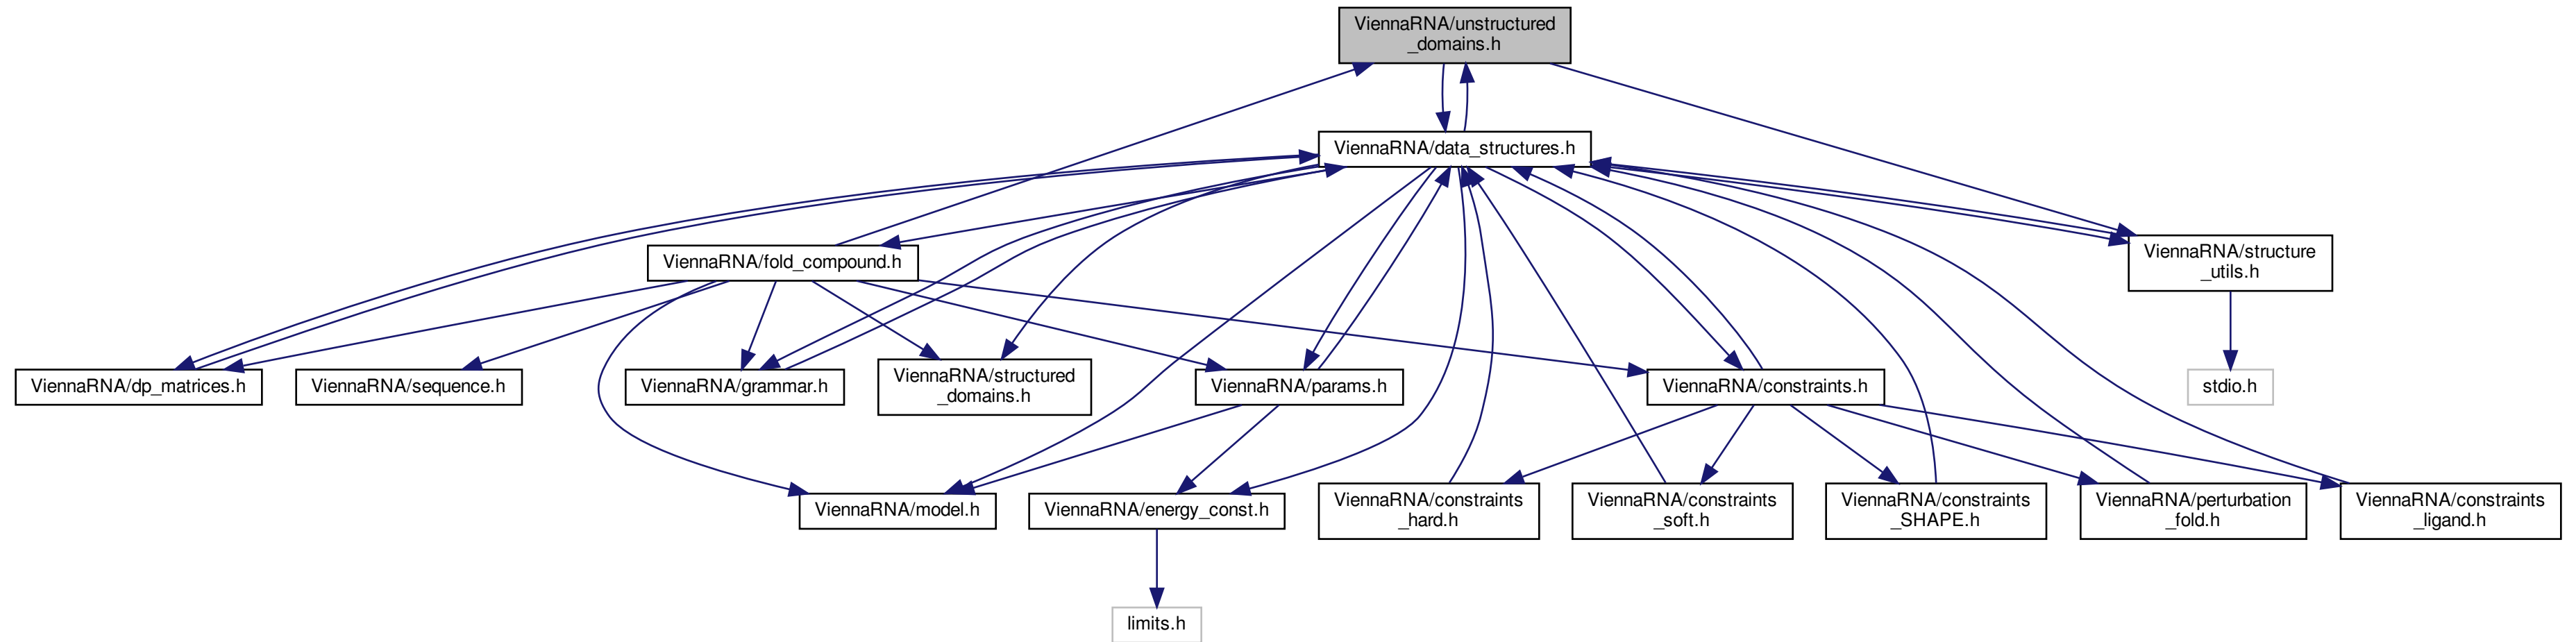 ViennaRNA/unstructured
_domains.h
ViennaRNA/data_structures.h
ViennaRNA/fold_compound.h
ViennaRNA/structure
_utils.h
ViennaRNA/dp_matrices.h
ViennaRNA/sequence.h
ViennaRNA/grammar.h
ViennaRNA/structured
_domains.h
ViennaRNA/params.h
ViennaRNA/constraints.h
stdio.h
ViennaRNA/model.h
ViennaRNA/energy_const.h
ViennaRNA/constraints
_hard.h
ViennaRNA/constraints
_soft.h
ViennaRNA/constraints
_SHAPE.h
ViennaRNA/perturbation
_fold.h
ViennaRNA/constraints
_ligand.h
limits.h